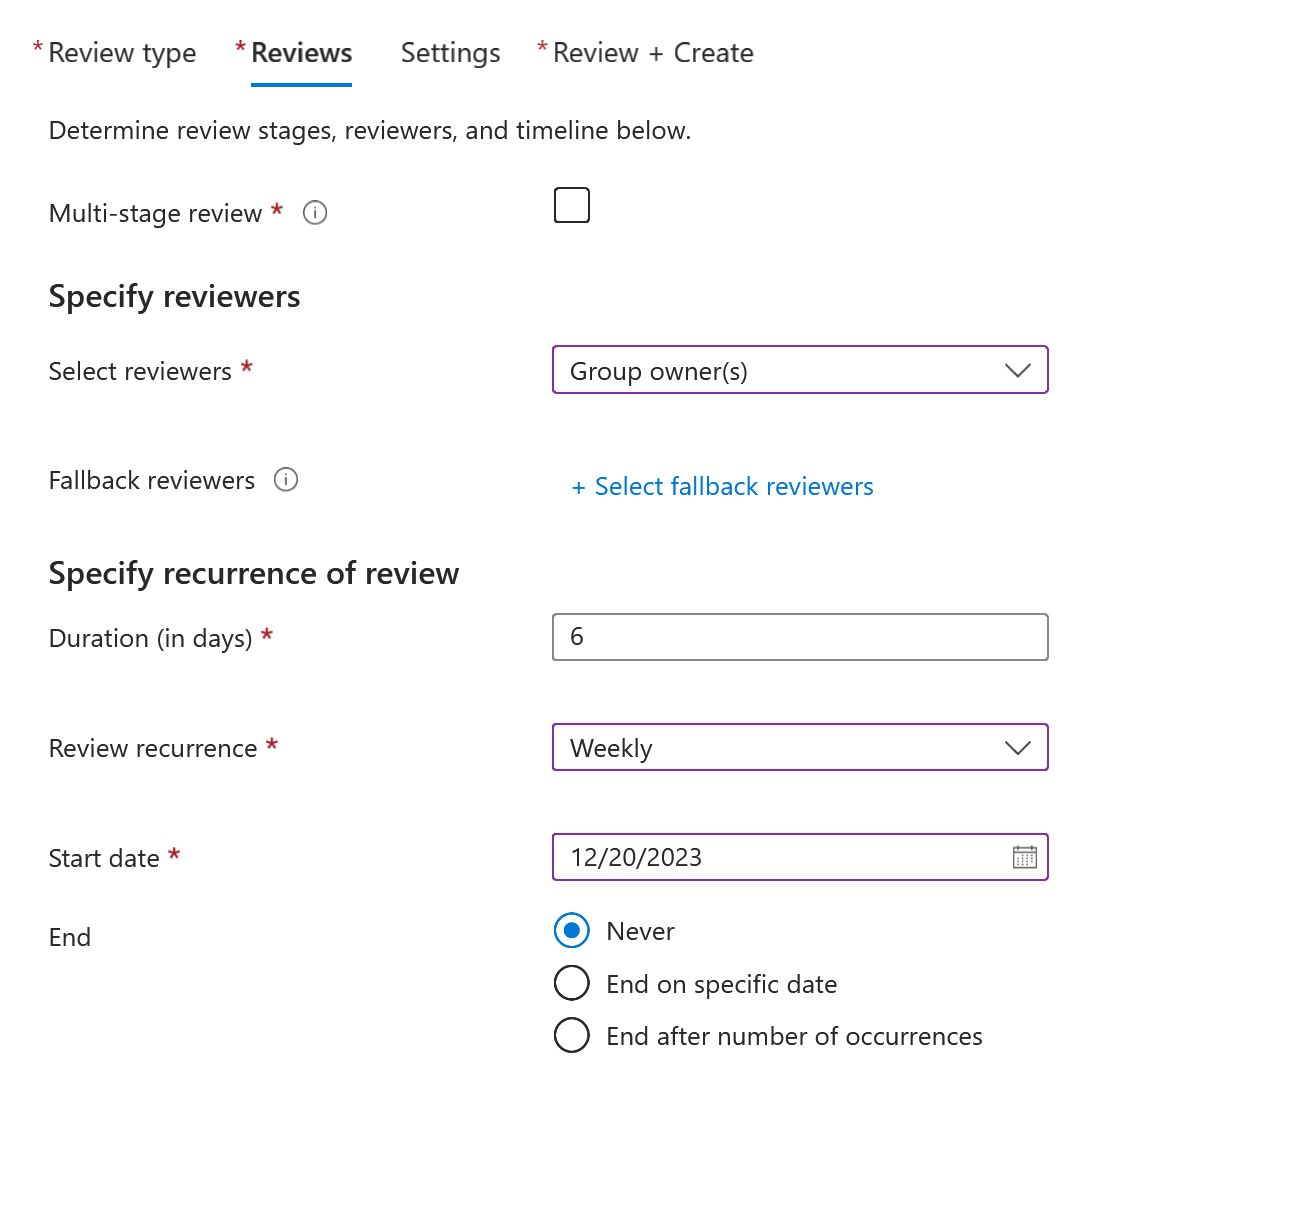 * Review type * Reviews Settings * Review + Create
Determine review stages, reviewers, and timeline below.
Multi-stage review *
Specify reviewers
Select reviewers * Group owner(s)
Fallback reviewers + Select fallback reviewers
Specify recurrence of review
Duration (in days) * 6
Review recurrence * Weekly
Start date * 12/20/2023
End Never
End on specific date
End after number of occurrences